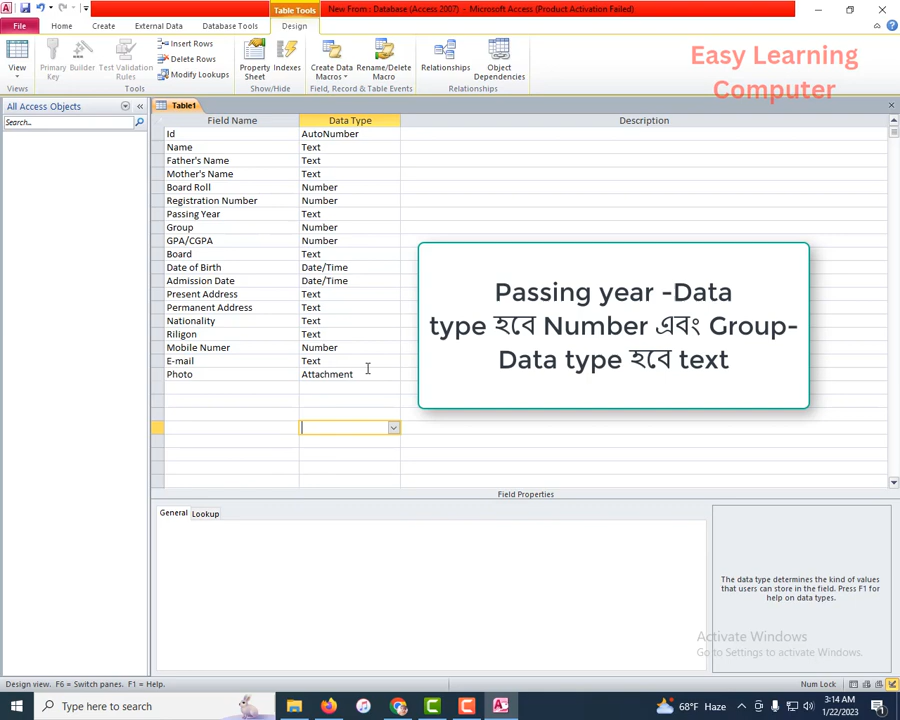 Table Tools
New From : Database (Access 2007) - Microsoft Access (Product Activation Failed)
File
Home
Create
External Data
Database Tools
Design
View
Primary Key
Builder
Test Validation Rules
Insert Rows
Delete Rows
Modify Lookups
Property Sheet
Indexes
Create Data Macros
Rename/Delete Macro
Relationships
Object Dependencies
Views
Tools
Show/Hide
Field, Record & Table Events
Relationships
Easy Learning
Computer
All Access Objects
Search...
Table1
Field Name Data Type Description
Id AutoNumber
Name Text
Father's Name Text
Mother's Name Text
Board Roll Number
Registration Number Number
Passing Year Text
Group Number
GPA/CGPA Number
Board Text
Date of Birth Date/Time
Admission Date Date/Time
Present Address Text
Permanent Address Text
Nationality Text
Riligon Text
Mobile Numer Number
E-mail Text
Photo Attachment
Passing year -Data
type হবে Number এবং Group-
Data type হবে text
Field Properties
General
Lookup
The data type determines the kind of values
that users can store in the field. Press F1 for
help on data types.
Activate Windows
Go to Settings to activate Windows.
Design view. F6 = Switch panes. F1 = Help.
Num Lock
Type here to search
68°F Haze
3:14 AM
1/22/2023